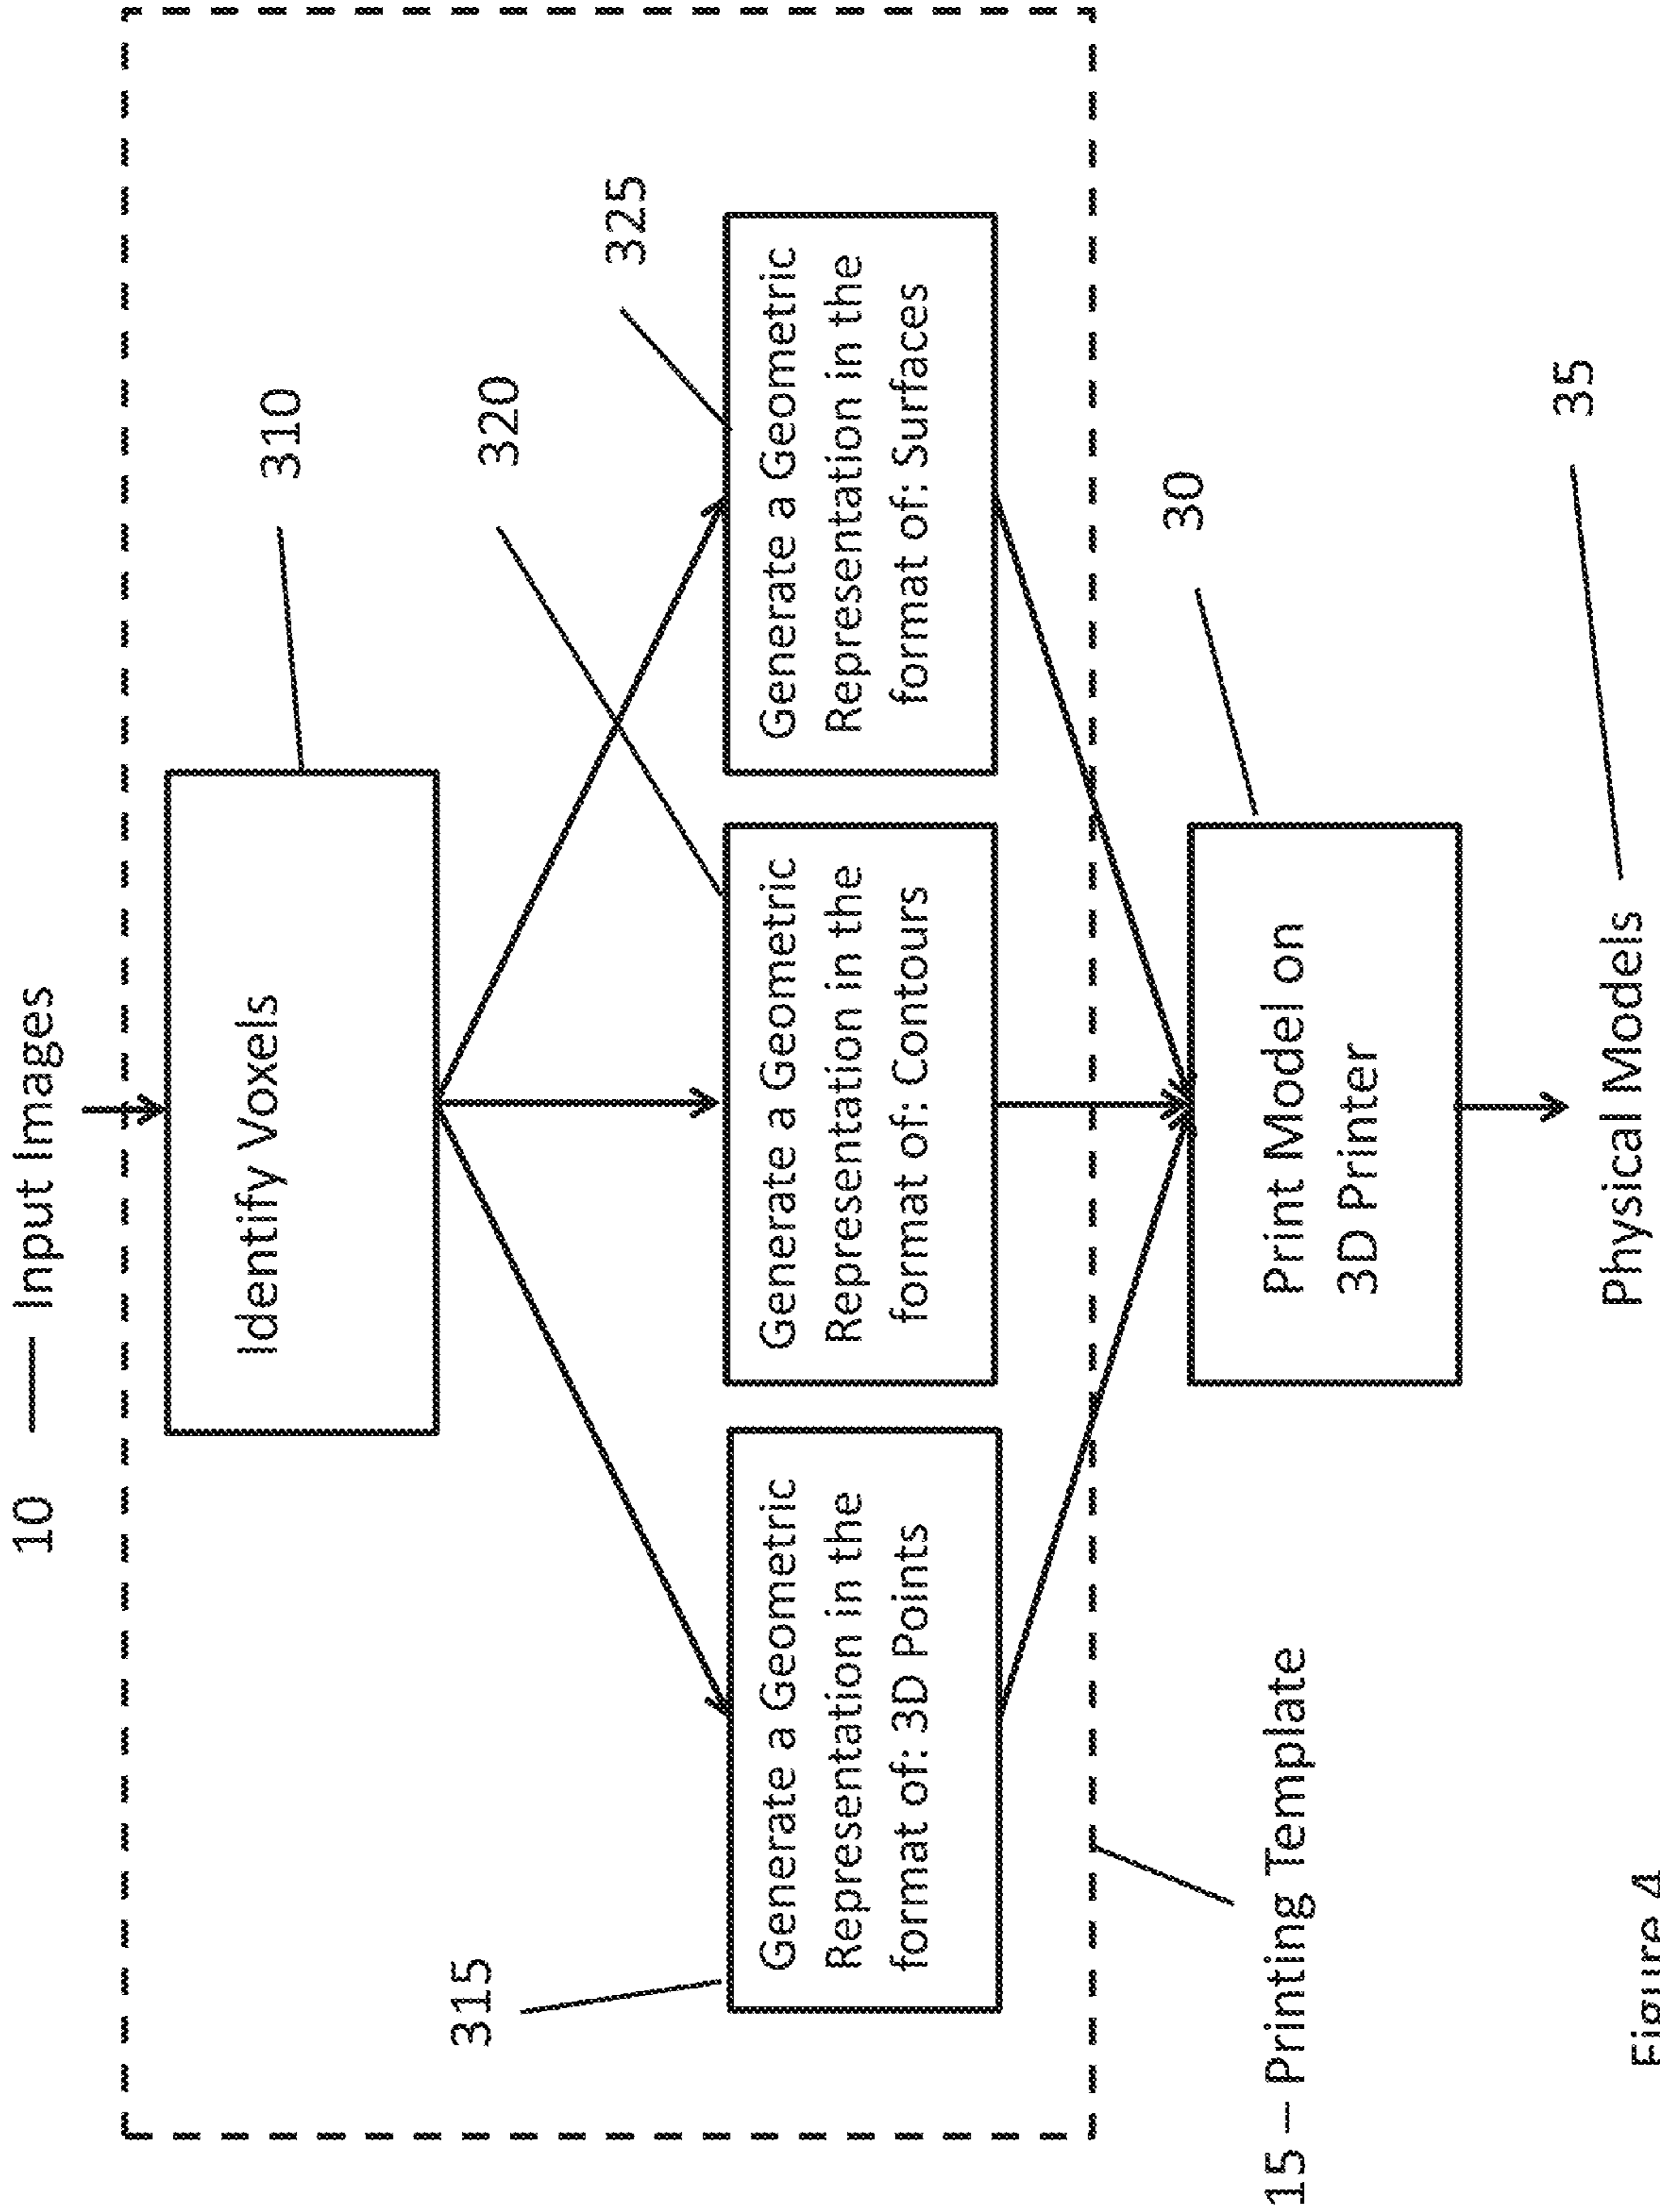 10 — Input Images
Identify Voxels
310
320
315
325
Generate a Geometric
Representation in the
format of: 3D Points
Generate a Geometric
Representation in the
format of: Contours
Generate a Geometric
Representation in the
format of: Surfaces
30
15 – Printing Template
Print Model on
3D Printer
35
Physical Models
Figure 4